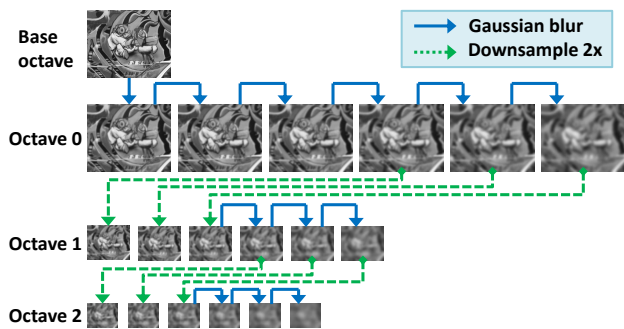 Base
octave
Gaussian blur
Downsample 2x
Octave 0
Octave 1
Octave 2